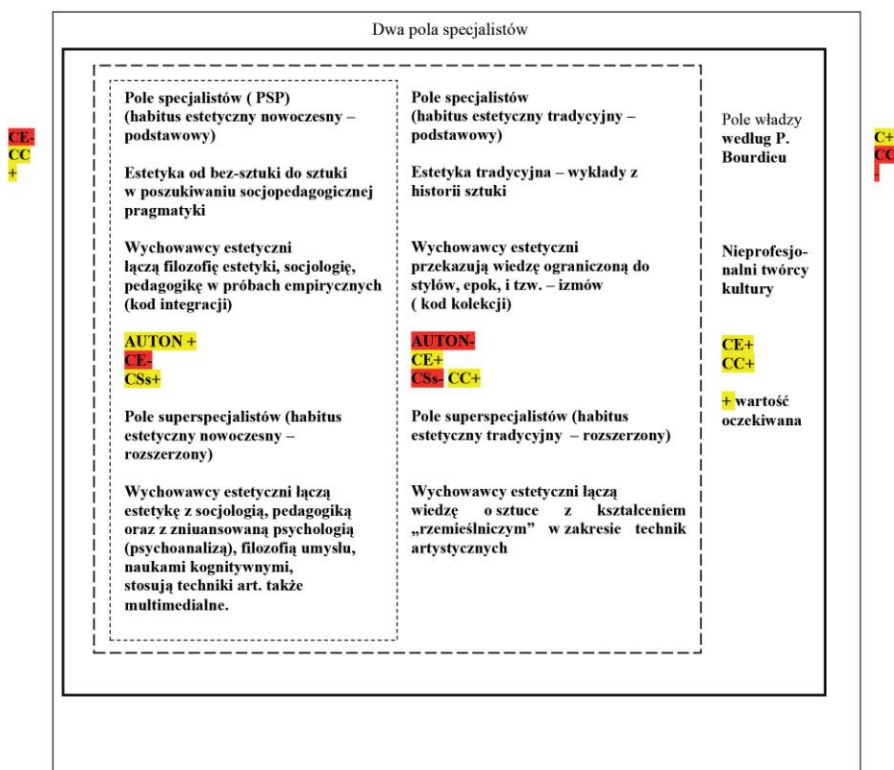 Dwa pola specjalistów
CE-
CC
+
Pole specjalistów ( PSP)
(habitus estetyczny nowoczesny –
podstawowy)
Estetyka od bez-sztuki do sztuki
w poszukiwaniu socjopedagogicznej
pragmatyki
Wychowawcy estetyczni
łączą filozofię estetyki, socjologię,
pedagogikę w próbach empirycznych
(kod integracji)
AUTON +
CE-
CSs+
Pole superspecjalistów (habitus
estetyczny nowoczesny –
rozszerzony)
Wychowawcy estetyczni łączą
estetykę z socjologią, pedagogiką
oraz z zniuansowaną psychologią
(psychoanalizą), filozofią umysłu,
naukami kognitywnymi,
stosują techniki art. także
multimedialne.
Pole specjalistów
(habitus estetyczny tradycyjny –
podstawowy)
Estetyka tradycyjna – wykłady z
historii sztuki
Wychowawcy estetyczni
przekazują wiedzę ograniczoną do
stylów, epok, i tzw. – izmów
( kod kolekcji)
AUTON-
CE+
CSs- CC+
Pole superspecjalistów (habitus
estetyczny tradycyjny – rozszerzony)
Wychowawcy estetyczni łączą
wiedzę o sztuce z kształceniem
„rzemieślniczym” w zakresie technik
artystycznych
Pole władzy
według P.
Bourdieu
Nieprofesjo-
nalni twórcy
kultury
CE+
CC+
+ wartość
oczekiwana
C+
CC
-